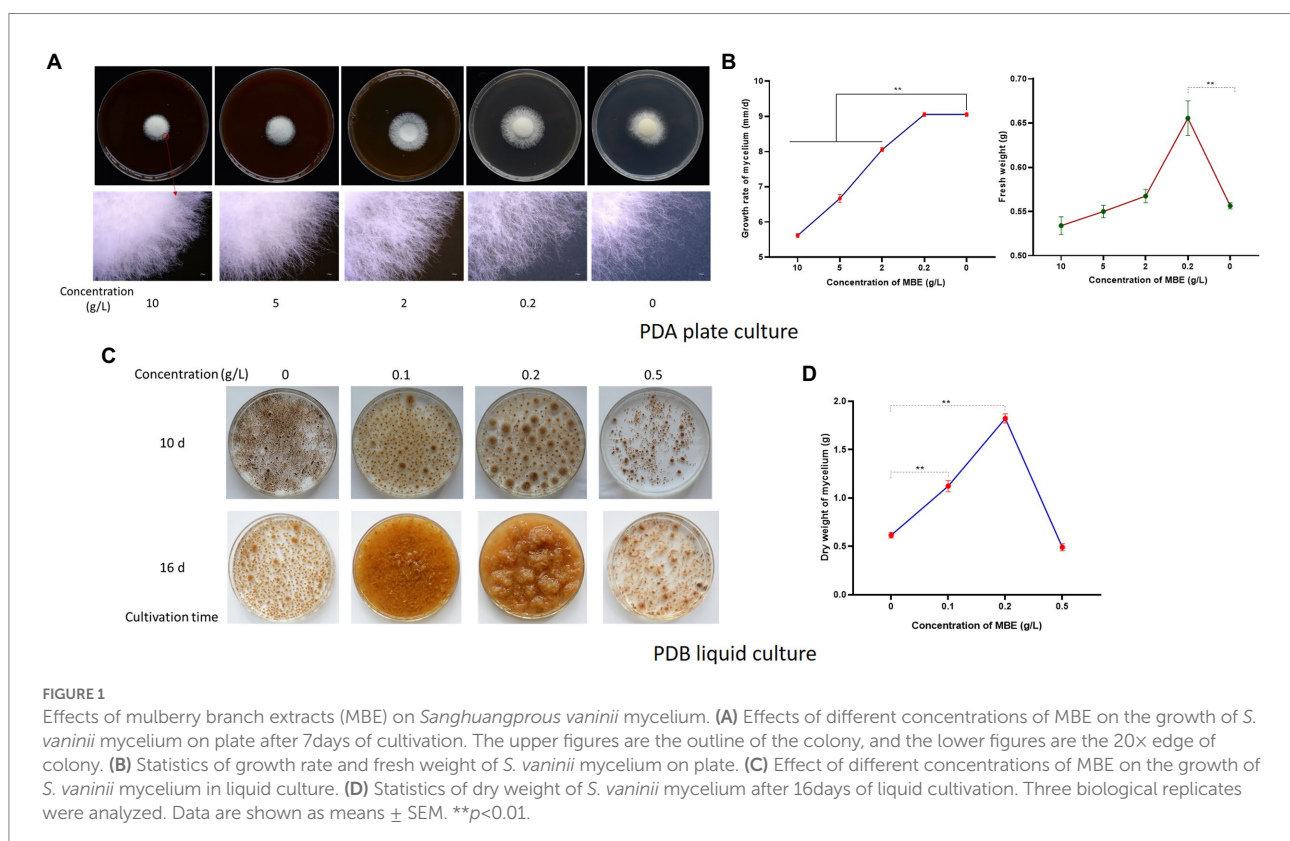 A
Concentration
(g/L)
10
5
2
0.2
0
B
10
9
8
7
6
5
Growth rate of mycelium (mm/d)
**
10
5
2
0.2
0
Concentration of MBE (g/L)
0.70
0.65
0.60
0.55
0.50
Fresh weight (g)
**
10
5
2
0.2
0
Concentration of MBE (g/L)
PDA plate culture
C
Concentration (g/L)
0
0.1
0.2
0.5
10 d
16 d
Cultivation time
D
2.0
1.5
1.0
0.5
0.0
Dry weight of mycelium (g)
**
**
0
0.1
0.2
0.5
Concentration of MBE (g/L)
PDB liquid culture
FIGURE 1
Effects of mulberry branch extracts (MBE) on Sanghuangprous vaninii mycelium. (A) Effects of different concentrations of MBE on the growth of S.
vaninii mycelium on plate after 7days of cultivation. The upper figures are the outline of the colony, and the lower figures are the 20× edge of
colony. (B) Statistics of growth rate and fresh weight of S. vaninii mycelium on plate. (C) Effect of different concentrations of MBE on the growth of
S. vaninii mycelium in liquid culture. (D) Statistics of dry weight of S. vaninii mycelium after 16days of liquid cultivation. Three biological replicates
were analyzed. Data are shown as means ± SEM. **p<0.01.